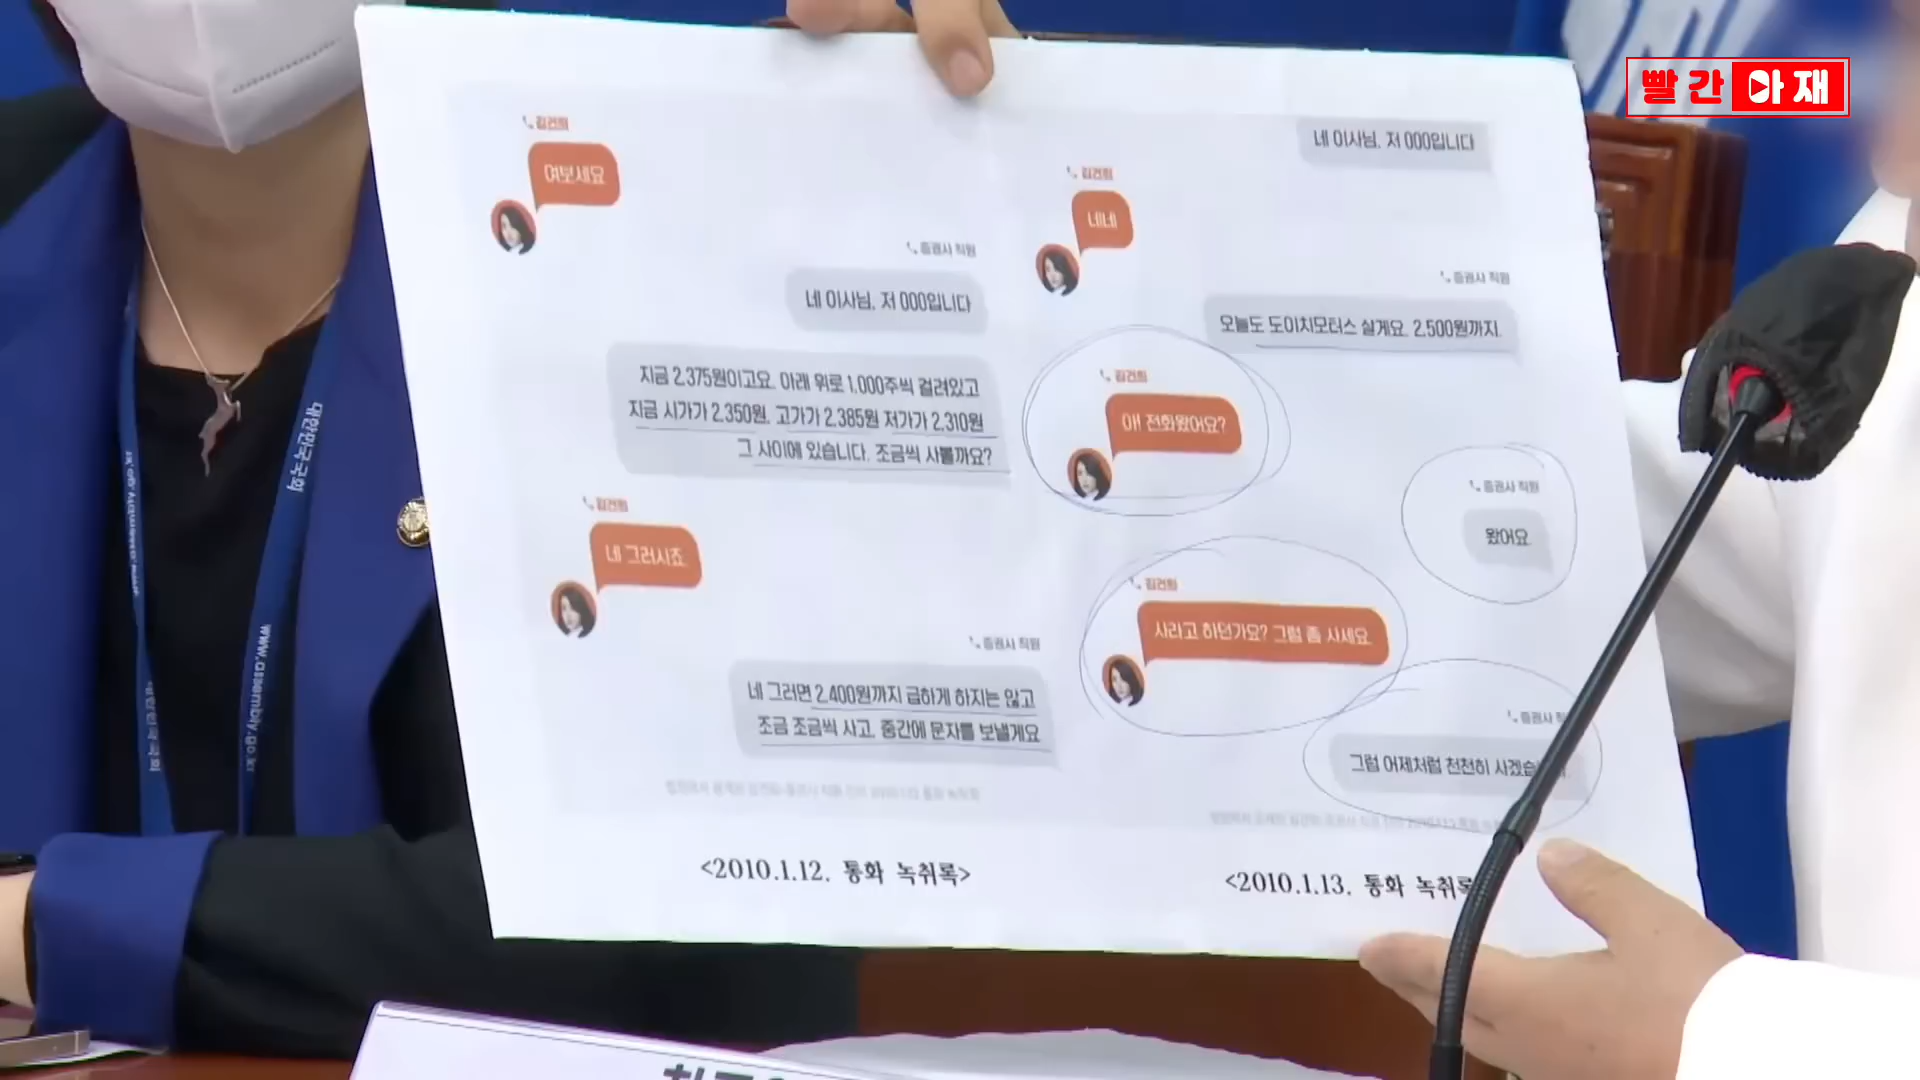 빨간아재
김건희
여보세요
증권사 직원
네 이사님, 저 000입니다
지금 2,375원이고요. 아래 위로 1,000주씩 걸려있고
지금 시가가 2,350원, 고가가 2,385원 저가가 2,310원
그 사이에 있습니다. 조금씩 사볼까요?
김건희
네 그러시죠
증권사 직원
네 그러면 2,400원까지 급하게 하지는 않고
조금 조금씩 사고, 중간에 문자를 보낼게요
<2010.1.12. 통화 녹취록>
네 이사님, 저 000입니다
김건희
네네
증권사 직원
오늘도 도이치모터스 살게요. 2,500원까지.
김건희
아! 전화왔어요?
증권사 직원
왔어요.
김건희
사라고 하던가요? 그럼 좀 사세요.
증권사
그럼 어제처럼 천천히
<2010.1.13. 통화 녹취록
대한민국국회
www.assembly.go.kr